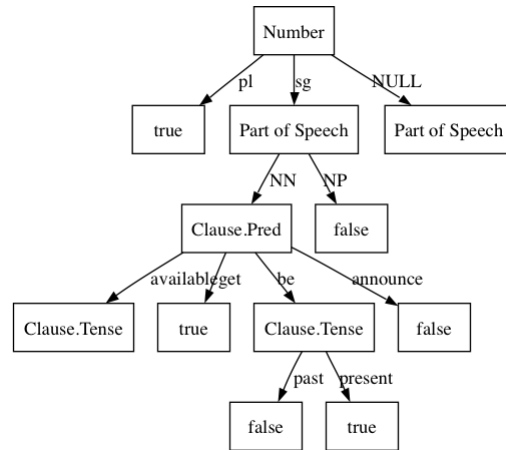 Number
pl sg NULL
true Part of Speech Part of Speech
NN NP
Clause.Pred false
available get be announce
Clause.Tense true Clause.Tense false
past present
false true